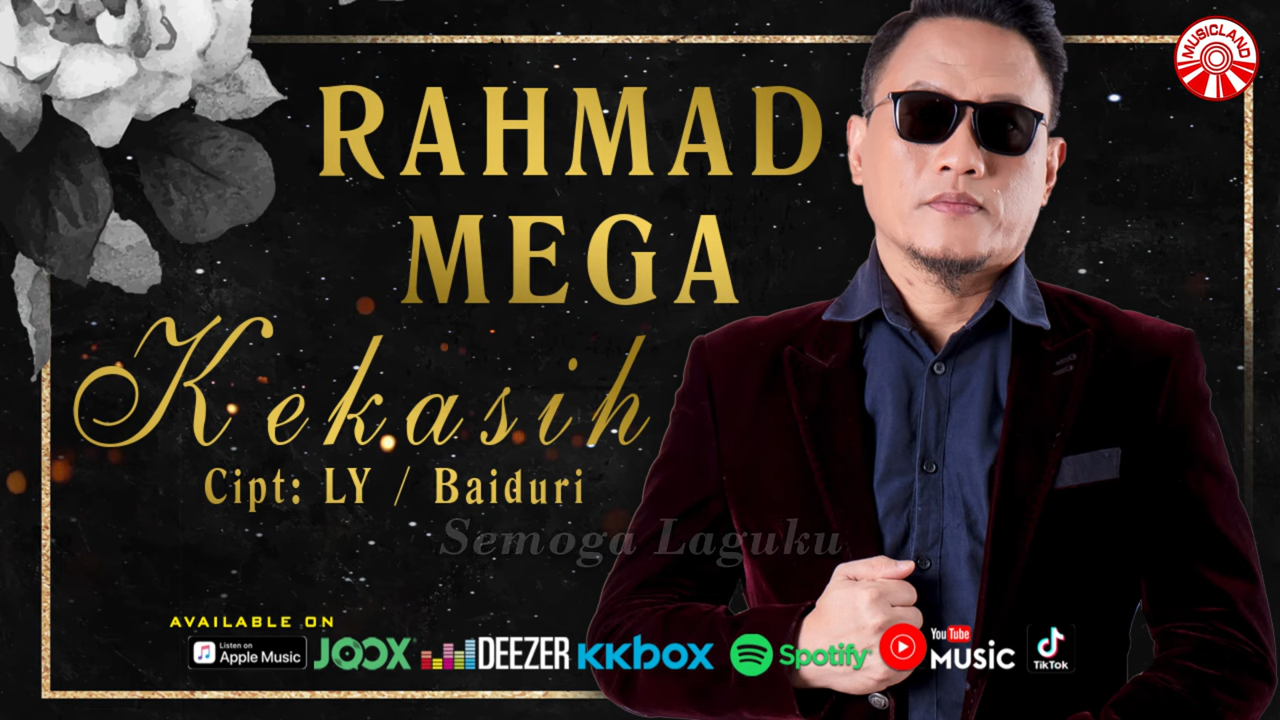 MUSICLAND
RAHMAD
MEGA
Kekasih
Cipt: LY / Baiduri
Semoga Laguku
AVAILABLE ON
Listen on
Apple Music
JOOX
DEEZER
KKBOX
Spotify
YouTube
MUSIC
TikTok